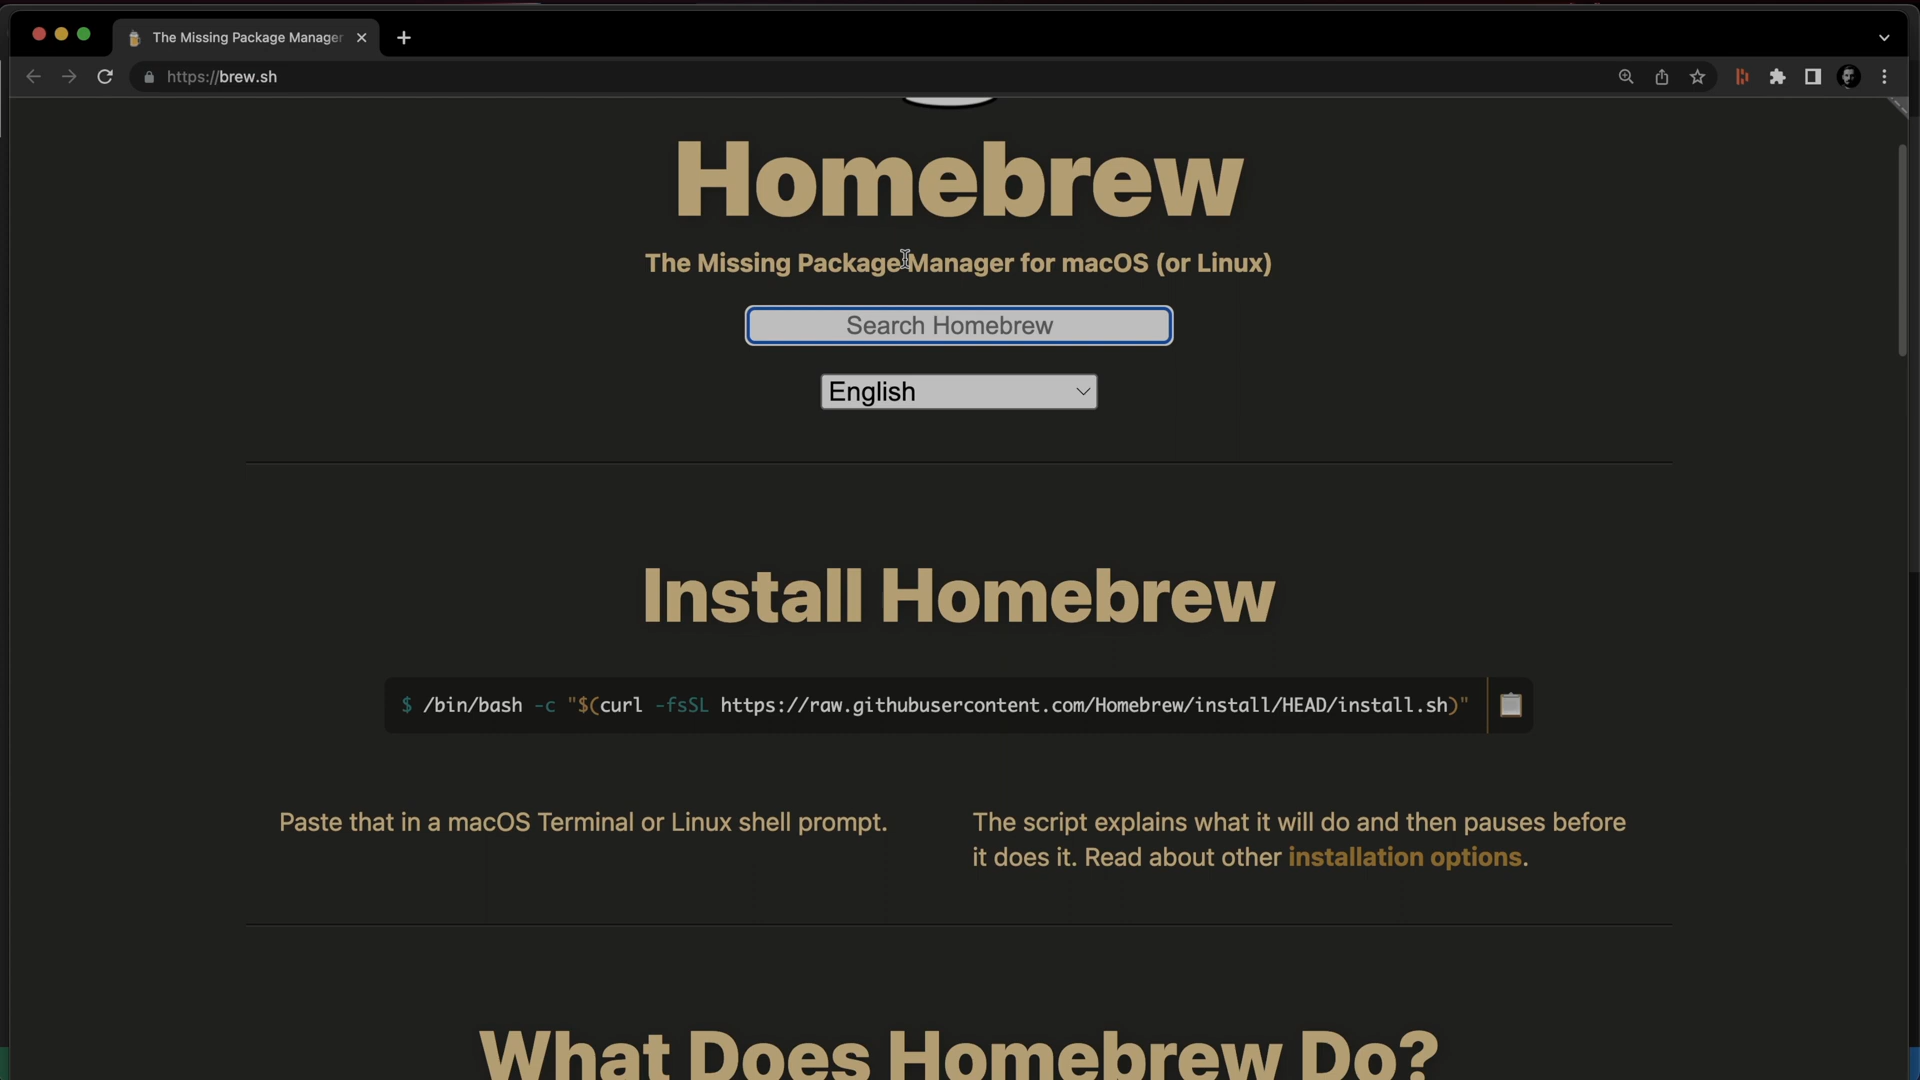 The Missing Package Manager
https://brew.sh
Homebrew
The Missing Package Manager for macOS (or Linux)
Search Homebrew
English
Install Homebrew
$ /bin/bash -c "$(curl -fsSL https://raw.githubusercontent.com/Homebrew/install/HEAD/install.sh)"
Paste that in a macOS Terminal or Linux shell prompt.
The script explains what it will do and then pauses before
it does it. Read about other installation options.
What Does Homebrew Do?